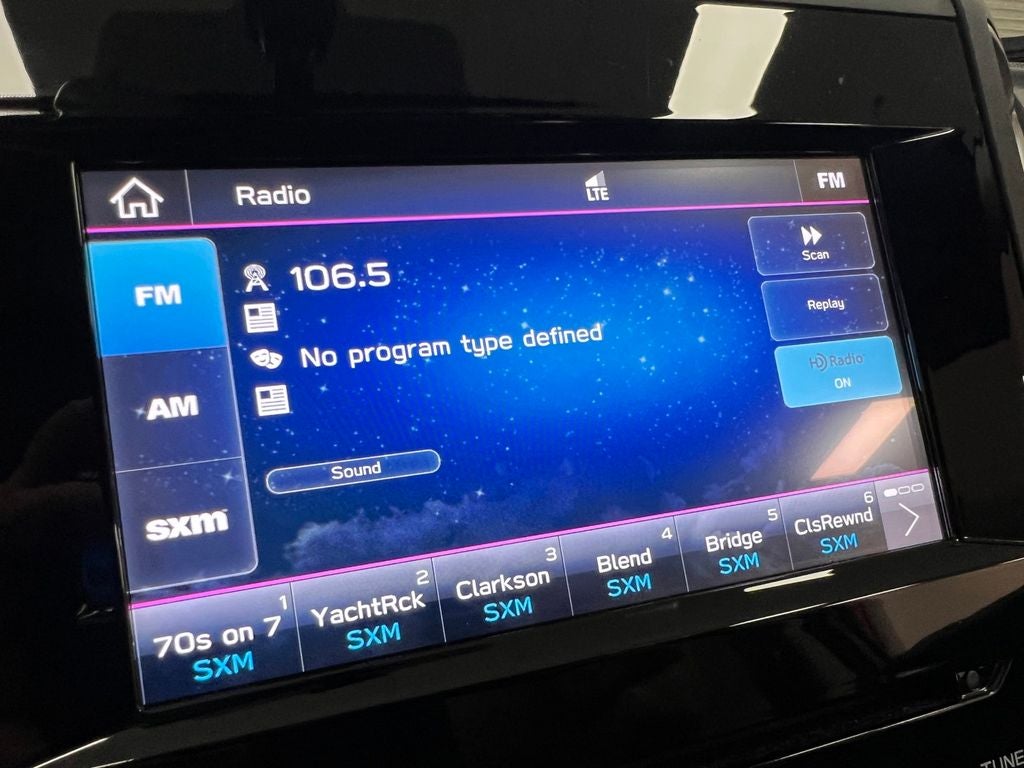 Radio
LTE
FM
FM
106.5
Scan
Replay
No program type defined
HD Radio
ON
AM
Sound
sxm
1
70s on 7
SXM
2
YachtRck
SXM
3
Clarkson
SXM
4
Blend
SXM
5
Bridge
SXM
6
ClsRewnd
SXM
TUNE